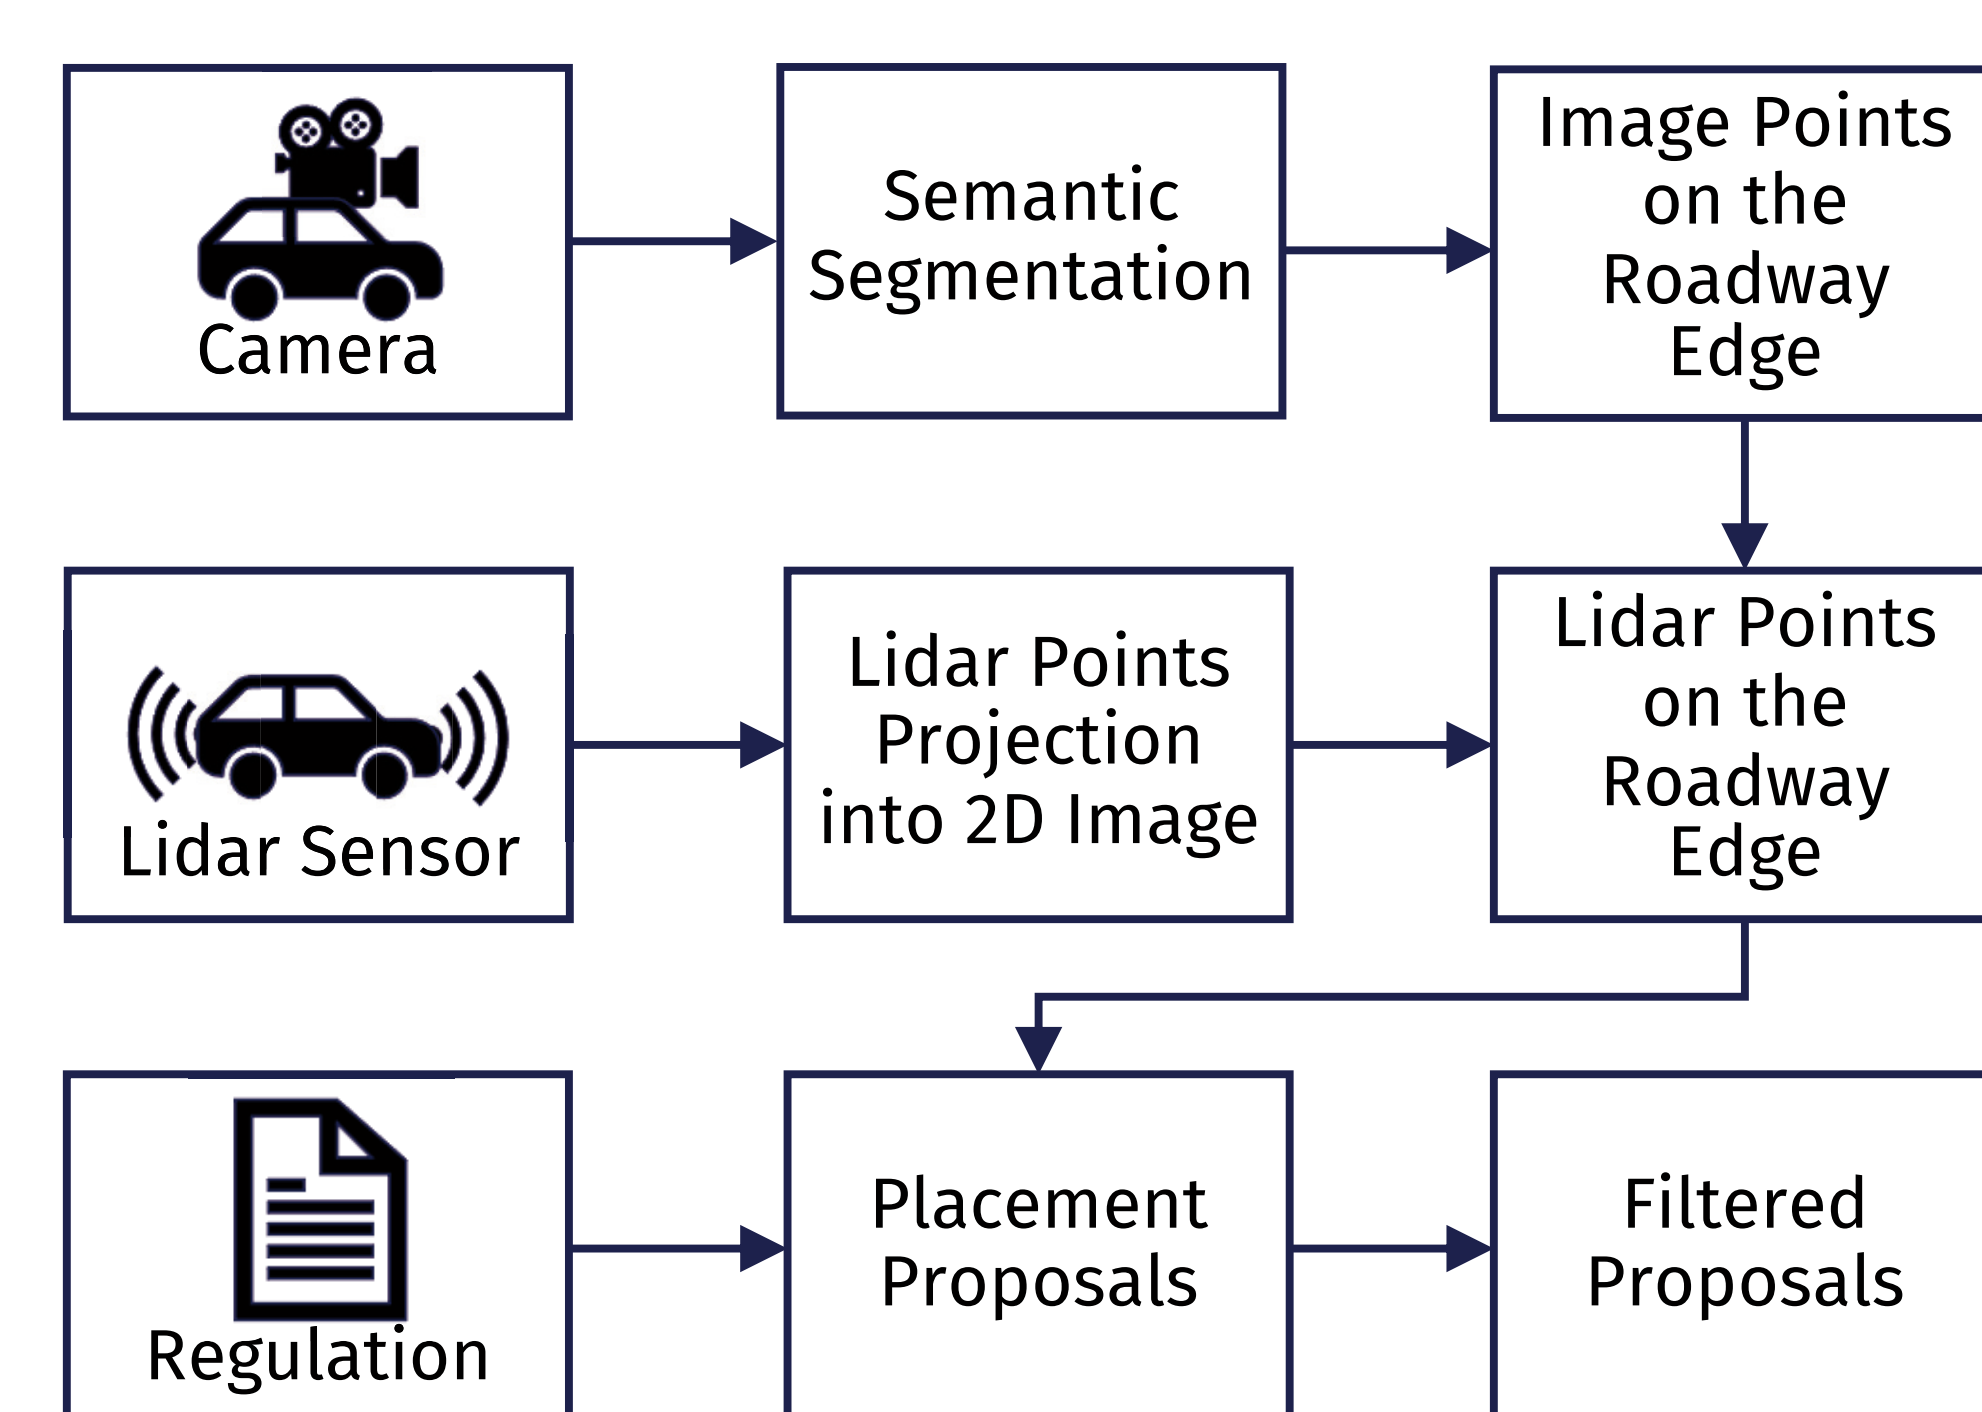 Camera
Semantic
Segmentation
Image Points
on the
Roadway
Edge
Lidar Sensor
Lidar Points
Projection
into 2D Image
Lidar Points
on the
Roadway
Edge
Regulation
Placement
Proposals
Filtered
Proposals